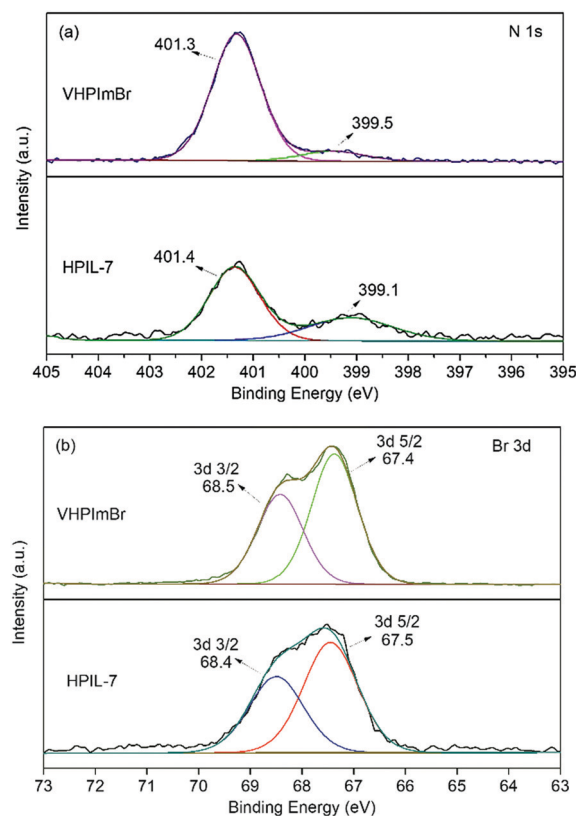 (a)
N 1s
401.3
VHPImBr
399.5
401.4
HPIL-7
399.1
Intensity (a.u.)
405 404 403 402 401 400 399 398 397 396 395
Binding Energy (eV)
(b)
Br 3d
3d 5/2
67.4
3d 3/2
68.5
VHPImBr
3d 5/2
67.5
3d 3/2
68.4
HPIL-7
Intensity (a.u.)
73 72 71 70 69 68 67 66 65 64 63
Binding Energy (eV)